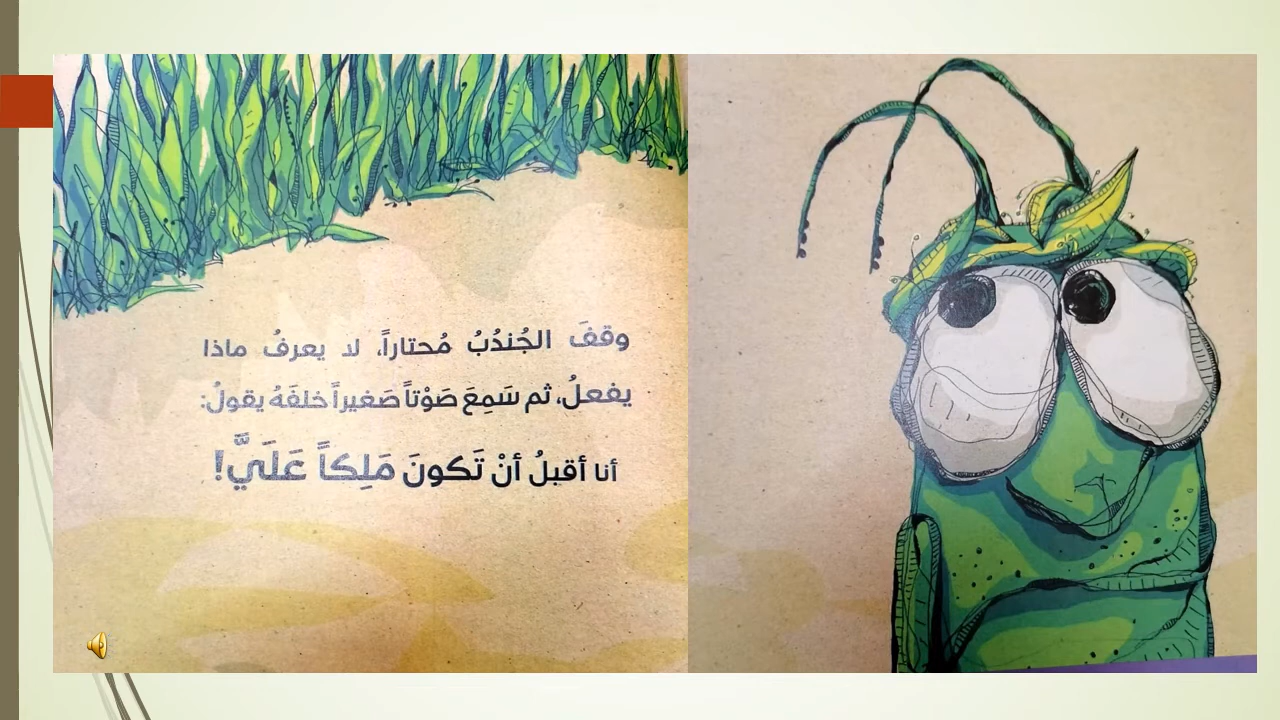 وقفَ الجُندُبُ مُحتاراً، لا يعرفُ ماذا
يفعلُ، ثم سَمِعَ صَوْتاً صَغيراً خلفَهُ يقولُ:
أنا أقبلُ أنْ تَكونَ مَلِكاً عَلَيَّ!